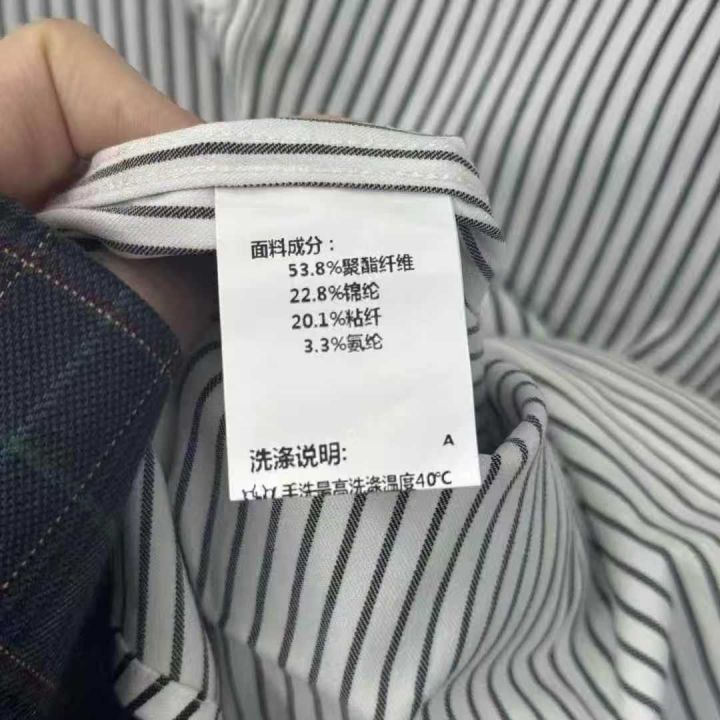 面料成分：
53.8%聚酯纤维
22.8%锦纶
20.1%粘纤
3.3%氨纶
A
洗涤说明:
手洗最高洗涤温度40℃